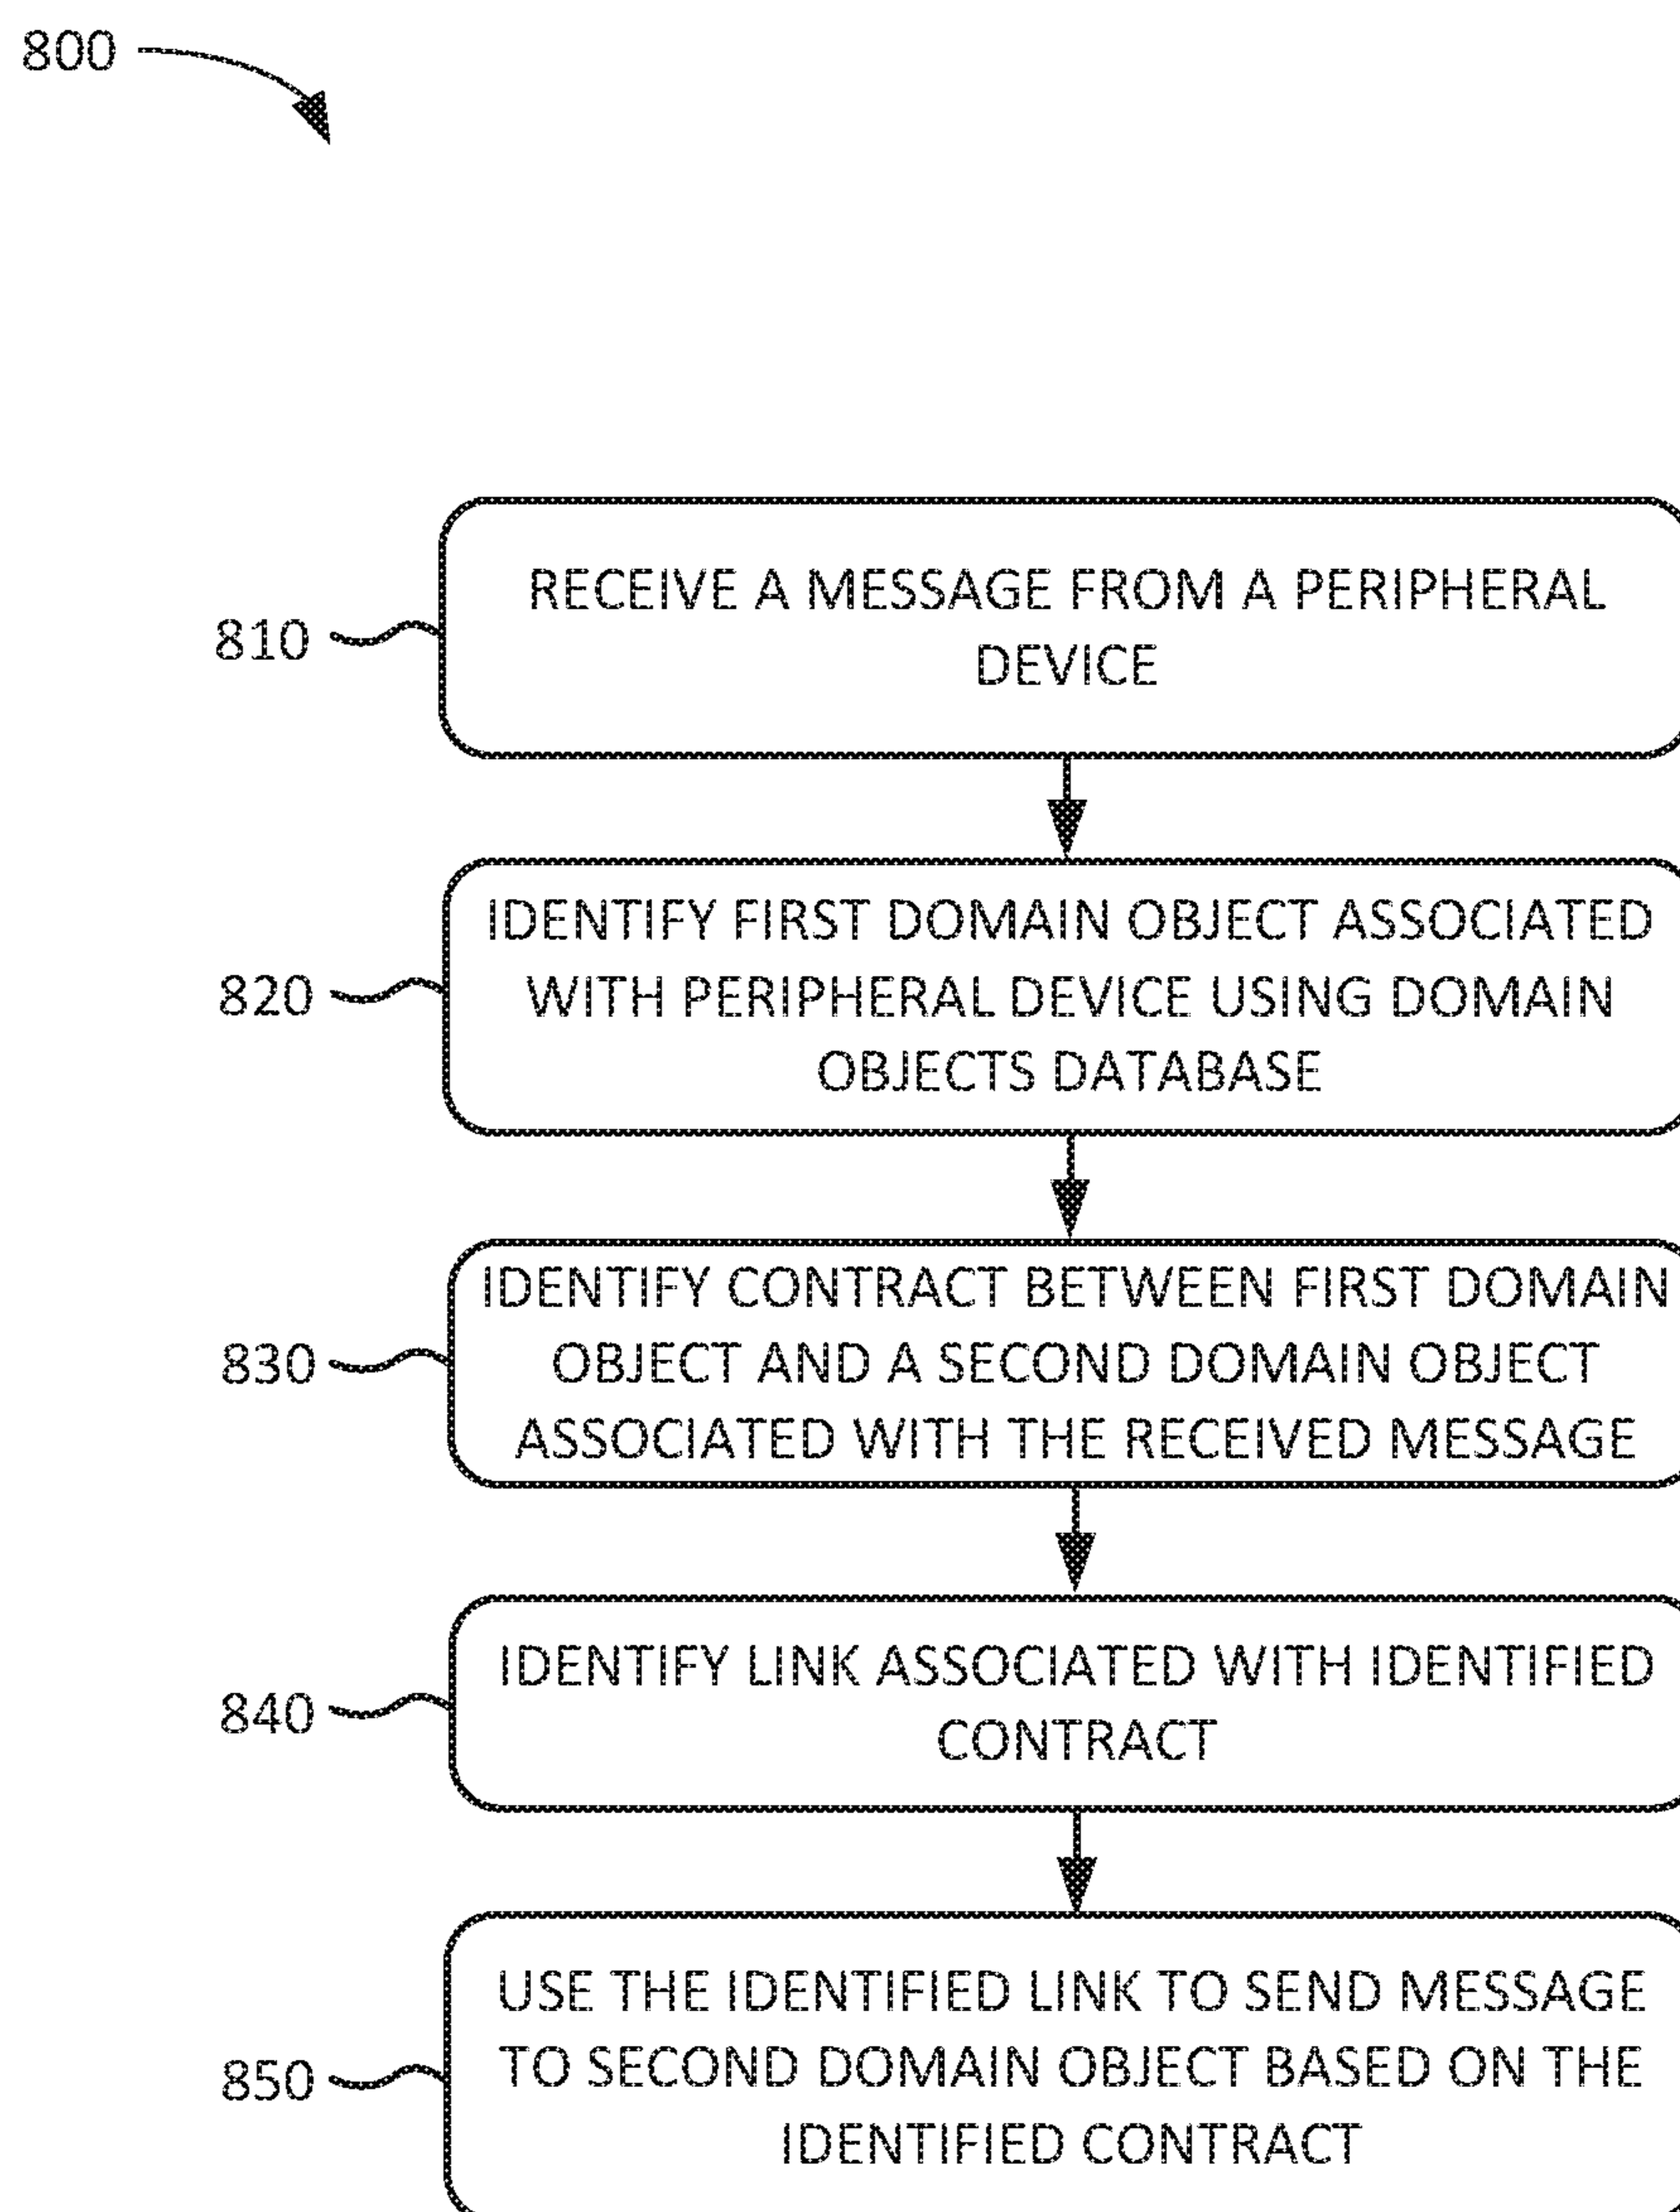 800
810
RECEIVE A MESSAGE FROM A PERIPHERAL
DEVICE
820
IDENTIFY FIRST DOMAIN OBJECT ASSOCIATED
WITH PERIPHERAL DEVICE USING DOMAIN
OBJECTS DATABASE
830
IDENTIFY CONTRACT BETWEEN FIRST DOMAIN
OBJECT AND A SECOND DOMAIN OBJECT
ASSOCIATED WITH THE RECEIVED MESSAGE
840
IDENTIFY LINK ASSOCIATED WITH IDENTIFIED
CONTRACT
850
USE THE IDENTIFIED LINK TO SEND MESSAGE
TO SECOND DOMAIN OBJECT BASED ON THE
IDENTIFIED CONTRACT